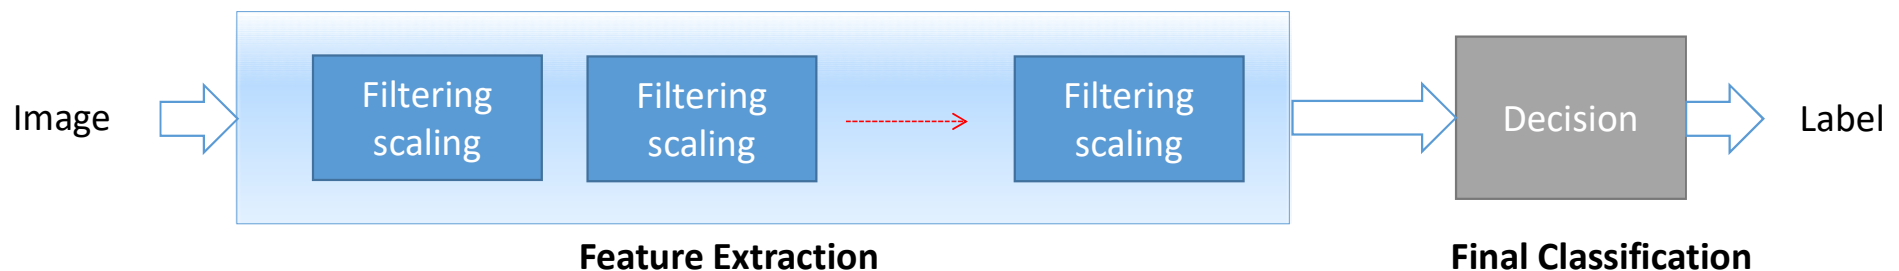 Image
Filtering
scaling
Filtering
scaling
Filtering
scaling
Decision
Label
Feature Extraction
Final Classification